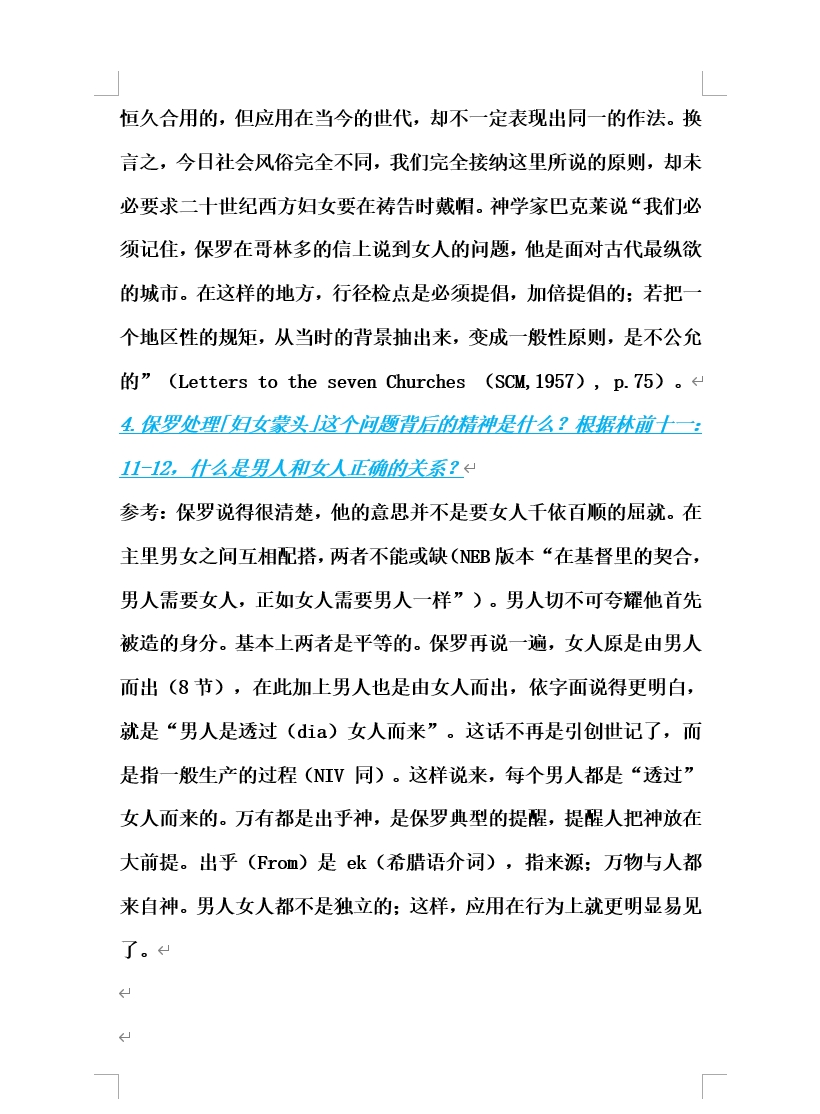 恒久合用的，但应用在当今的世代，却不一定表现出同一的作法。换
言之，今日社会风俗完全不同，我们完全接纳这里所说的原则，却未
必要求二十世纪西方妇女要在祷告时戴帽。神学家巴克莱说“我们必
须记住，保罗在哥林多的信上说到女人的问题，他是面对古代最纵欲
的城市。在这样的地方，行径检点是必须提倡，加倍提倡的；若把一
个地区性的规矩，从当时的背景抽出来，变成一般性原则，是不公允
的”（Letters to the seven Churches （SCM,1957）, p.75）。
4.保罗处理「妇女蒙头」这个问题背后的精神是什么？根据林前十一：
11-12，什么是男人和女人正确的关系？
参考：保罗说得很清楚，他的意思并不是要女人千依百顺的屈就。在
主里男女之间互相配搭，两者不能或缺（NEB 版本“在基督里的契合，
男人需要女人，正如女人需要男人一样”）。男人切不可夸耀他首先
被造的身分。基本上两者是平等的。保罗再说一遍，女人原是由男人
而出（8 节），在此加上男人也是由女人而出，依字面说得更明白，
就是“男人是透过（dia）女人而来”。这话不再是引创世记了，而
是指一般生产的过程（NIV 同）。这样说来，每个男人都是“透过”
女人而来的。万有都是出乎神，是保罗典型的提醒，提醒人把神放在
大前提。出乎（From）是 ek（希腊语介词），指来源；万物与人都
来自神。男人女人都不是独立的；这样，应用在行为上就更明显易见
了。